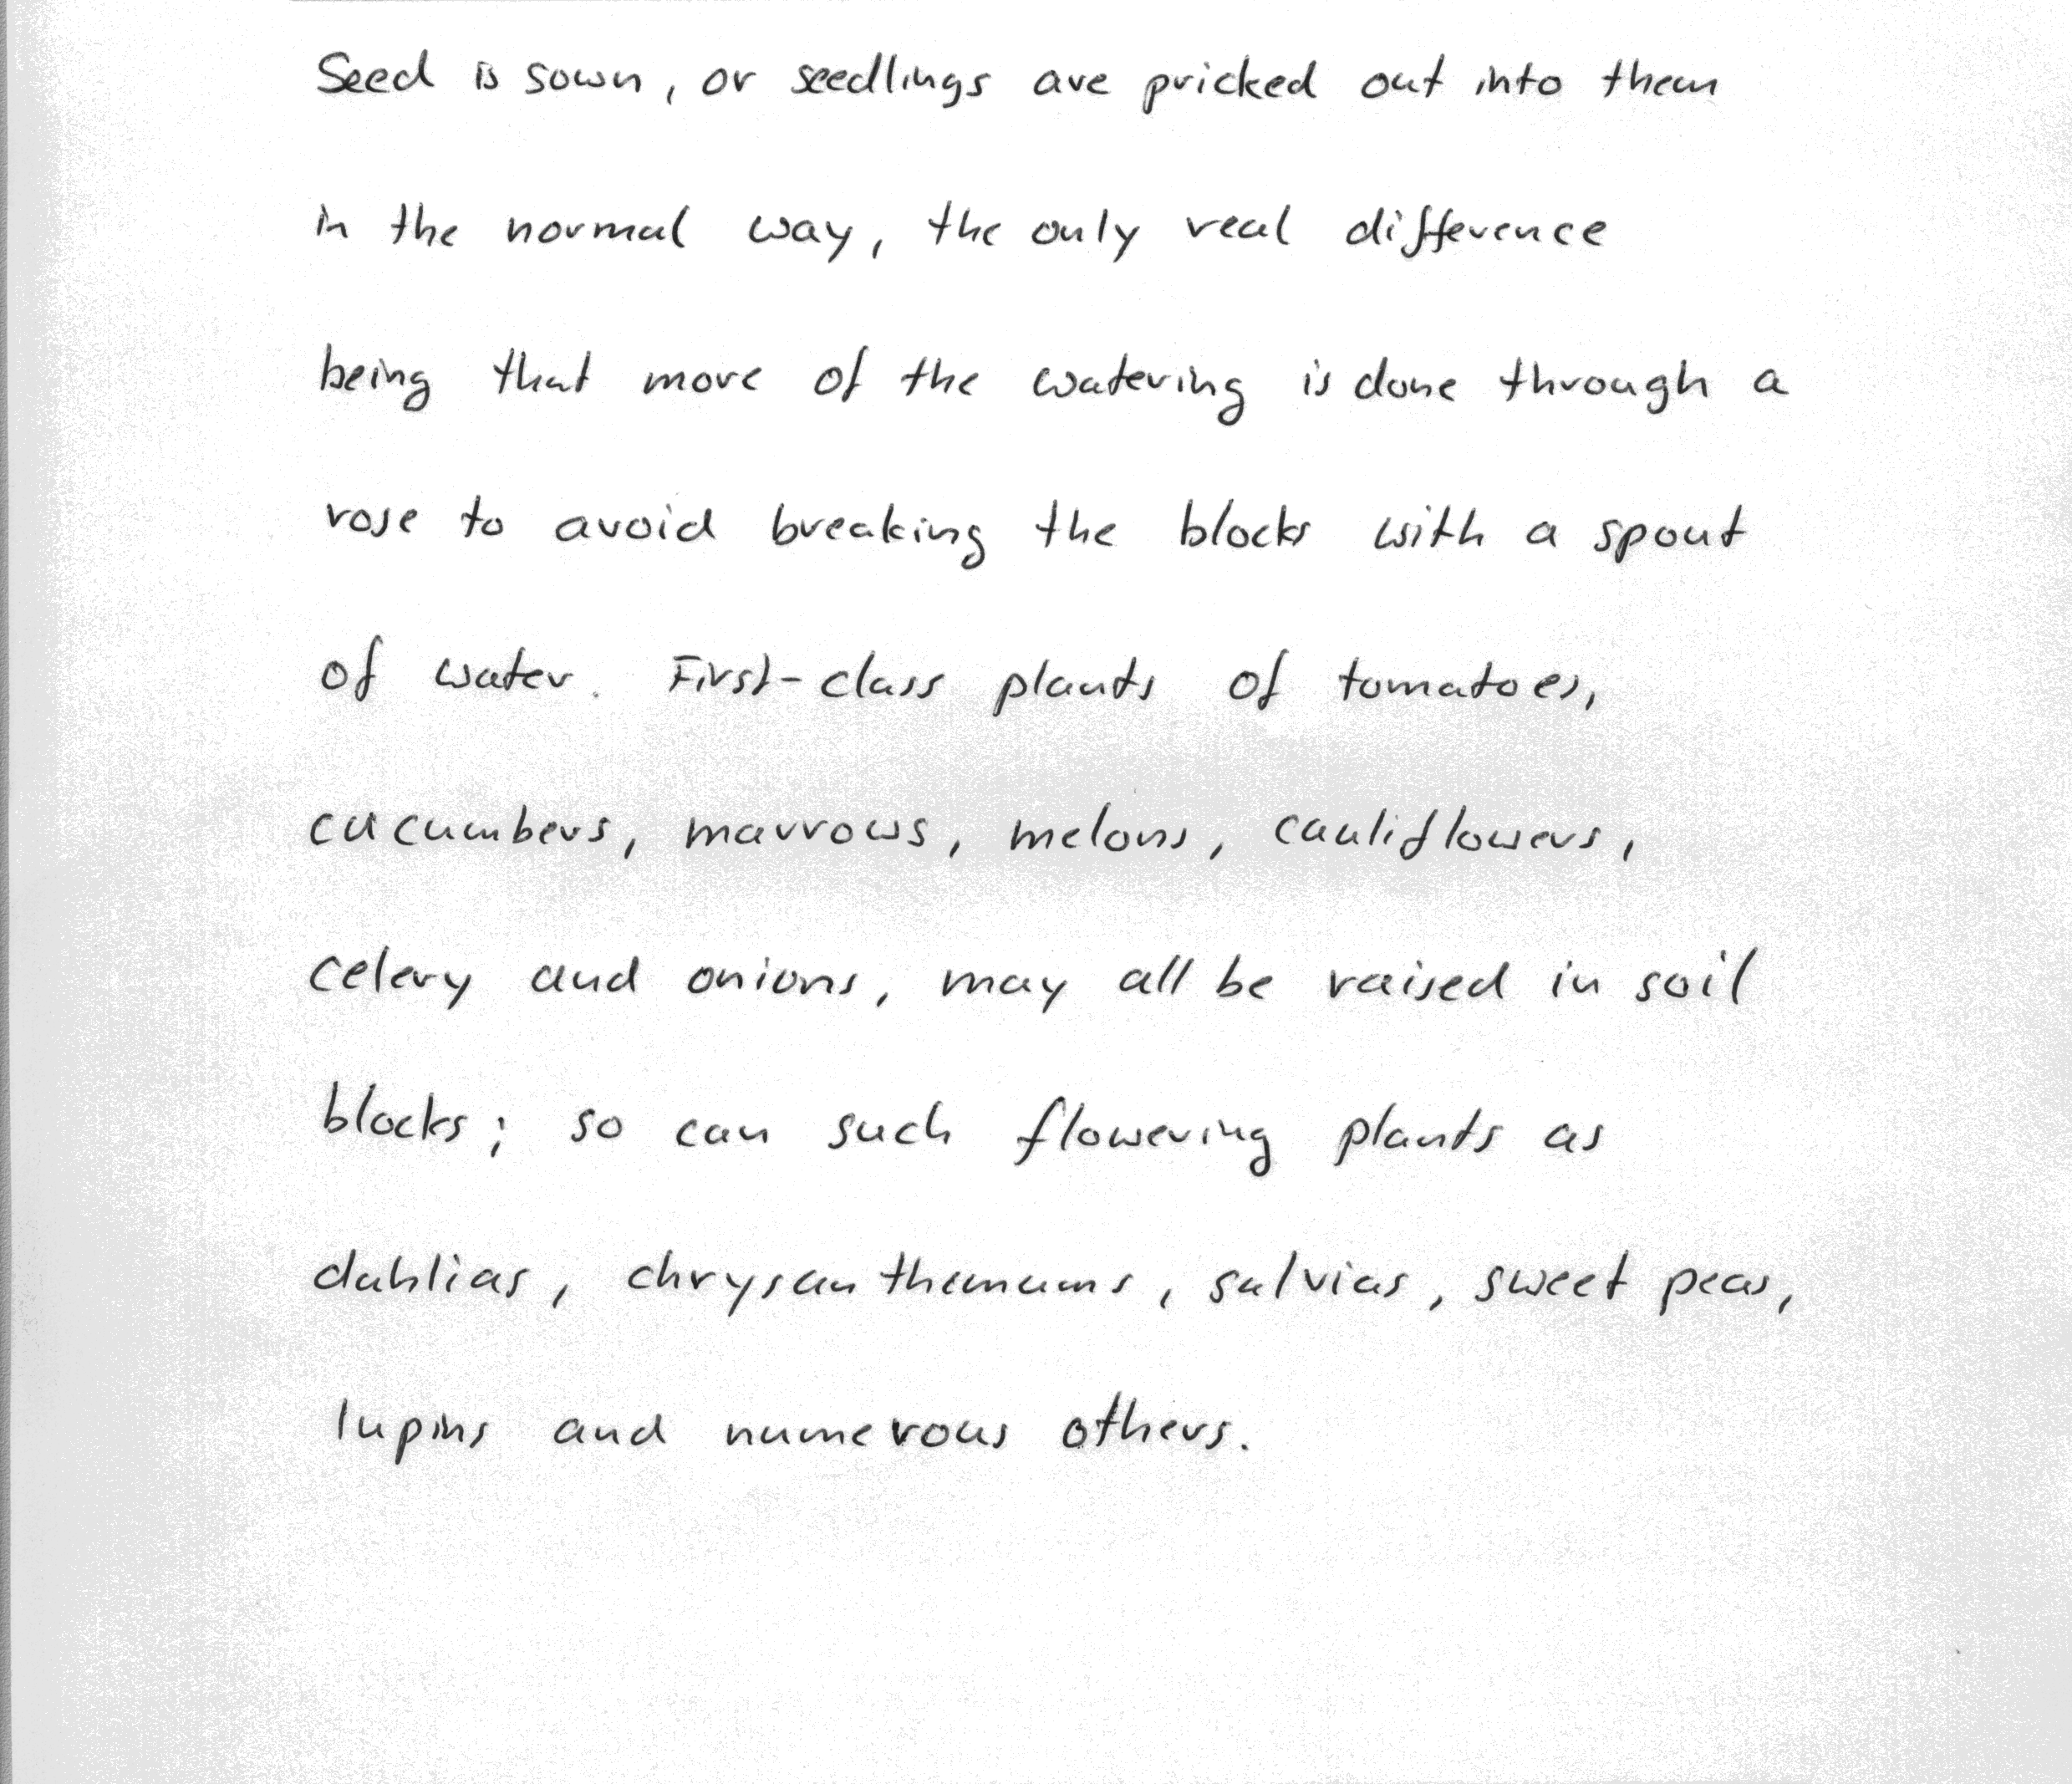 Seed is sown, or seedlings are pricked out into them
in the normal way, the only real difference
being that more of the watering is done through a
rose to avoid breaking the blocks with a spout
of water. First-class plants of tomatoes,
cucumbers, marrows, melons, cauliflowers,
celery and onions, may all be raised in soil
blocks; so can such flowering plants as
dahlias, chrysanthemums, salvias, sweet peas,
lupins and numerous others.